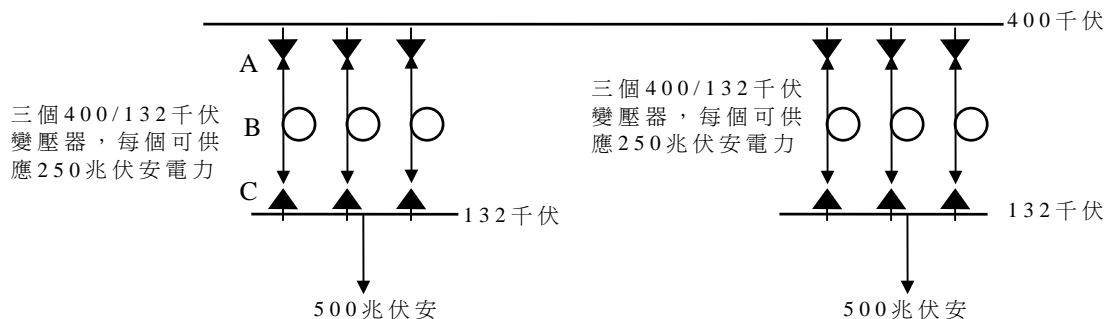 400千伏
A
三個400/132千伏
變壓器，每個可供
應250兆伏安電力
B
C
132千伏
500兆伏安
三個400/132千伏
變壓器，每個可供
應250兆伏安電力
132千伏
500兆伏安